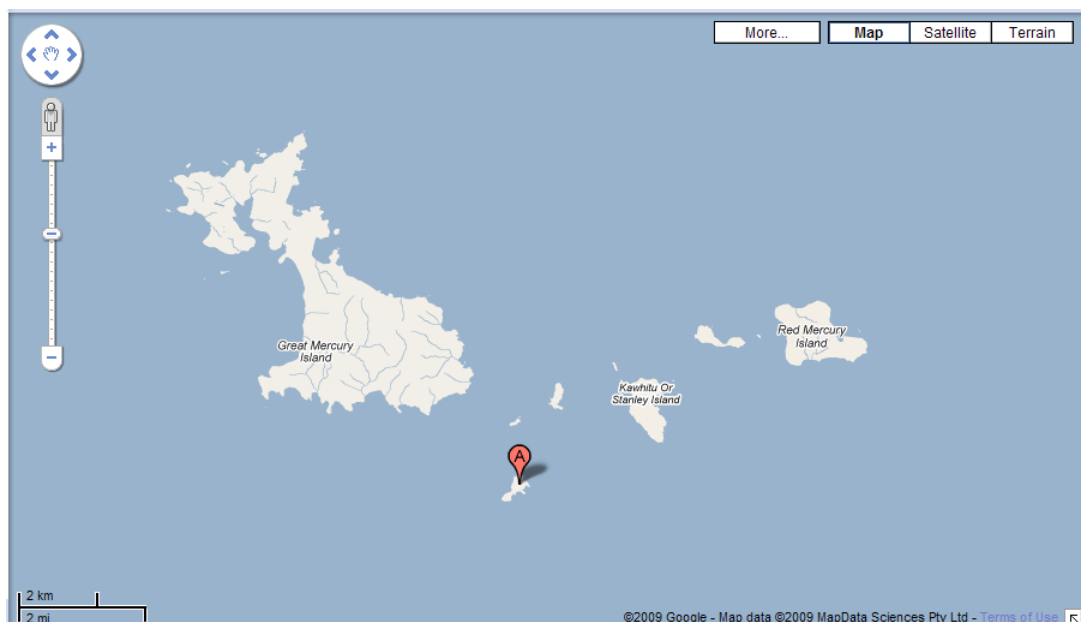 More... Map Satellite Terrain
Great Mercury
Island
Red Mercury
Island
Kawhitu Or
Stanley Island
A
2 km
2 mi
©2009 Google - Map data ©2009 MapData Sciences Pty Ltd - Terms of Use